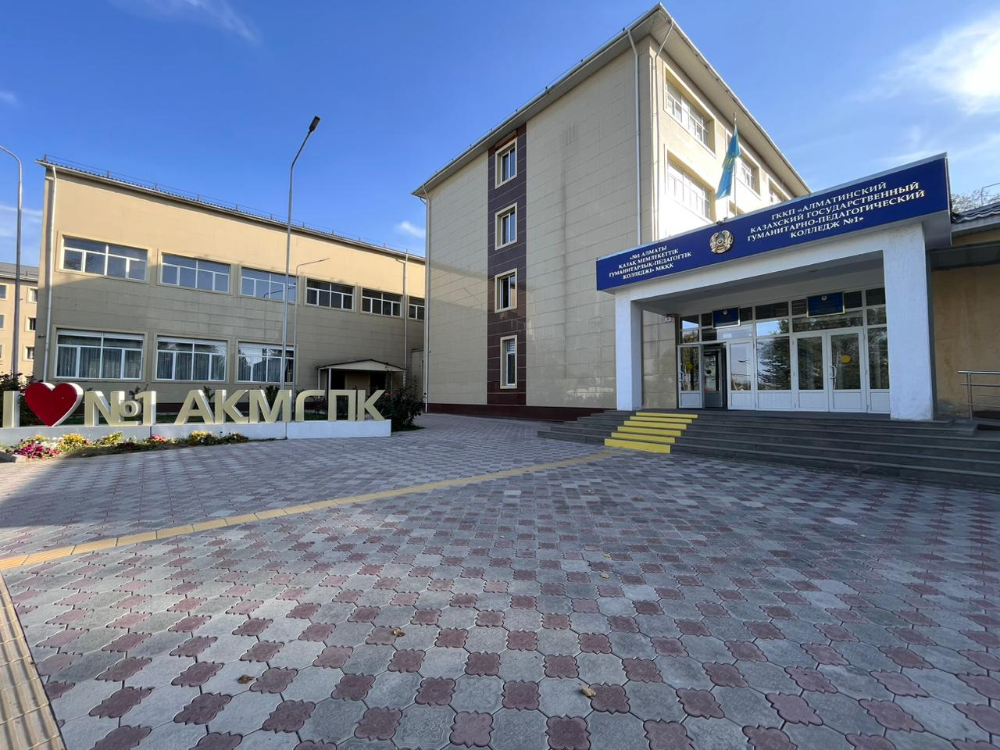 I ❤ №1 АКМГПК
«№1 АЛМАТЫ
ҚАЗАҚ МЕМЛЕКЕТТІК
ГУМАНИТАРЛЫҚ-ПЕДАГОГТІК
КОЛЛЕДЖІ» МКҚК
ГККП «АЛМАТИНСКИЙ
КАЗАХСКИЙ ГОСУДАРСТВЕННЫЙ
ГУМАНИТАРНО-ПЕДАГОГИЧЕСКИЙ
КОЛЛЕДЖ №1»